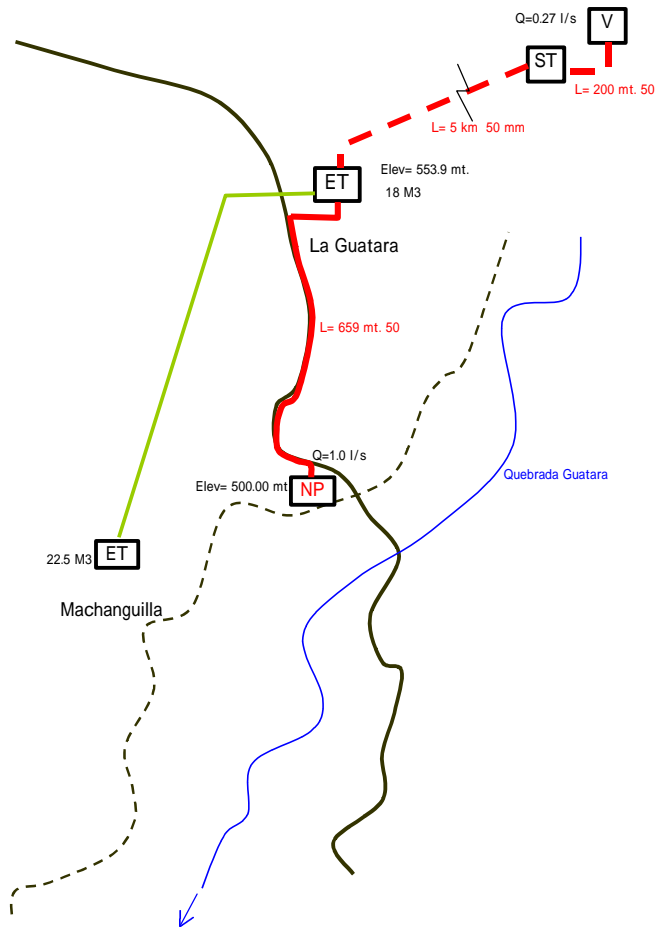 Q=0.27 l/s
V
ST
L= 200 mt. 50
L= 5 km 50 mm
Elev= 553.9 mt.
ET
18 M3
La Guatara
L= 659 mt. 50
Q=1.0 l/s
Quebrada Guatara
Elev= 500.00 mt
NP
ET
22.5 M3
Machanguilla